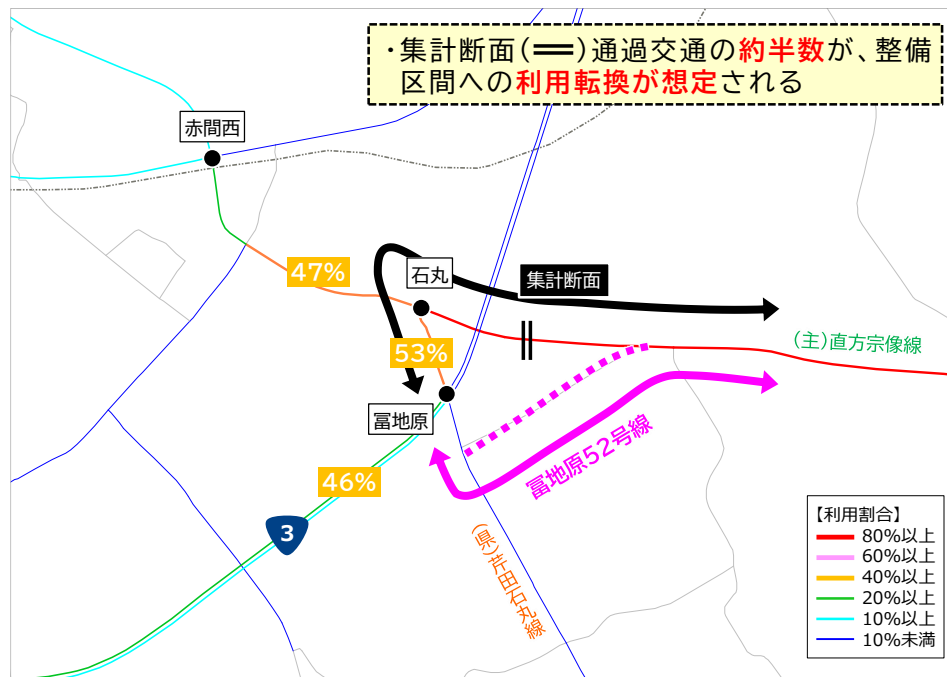 ・集計断面(══)通過交通の約半数が、整備
区間への利用転換が想定される
赤間西
47%
石丸
集計断面
53%
(主)直方宗像線
冨地原
冨地原52号線
46%
3
(県)芹田石丸線
【利用割合】
80%以上
60%以上
40%以上
20%以上
10%以上
10%未満